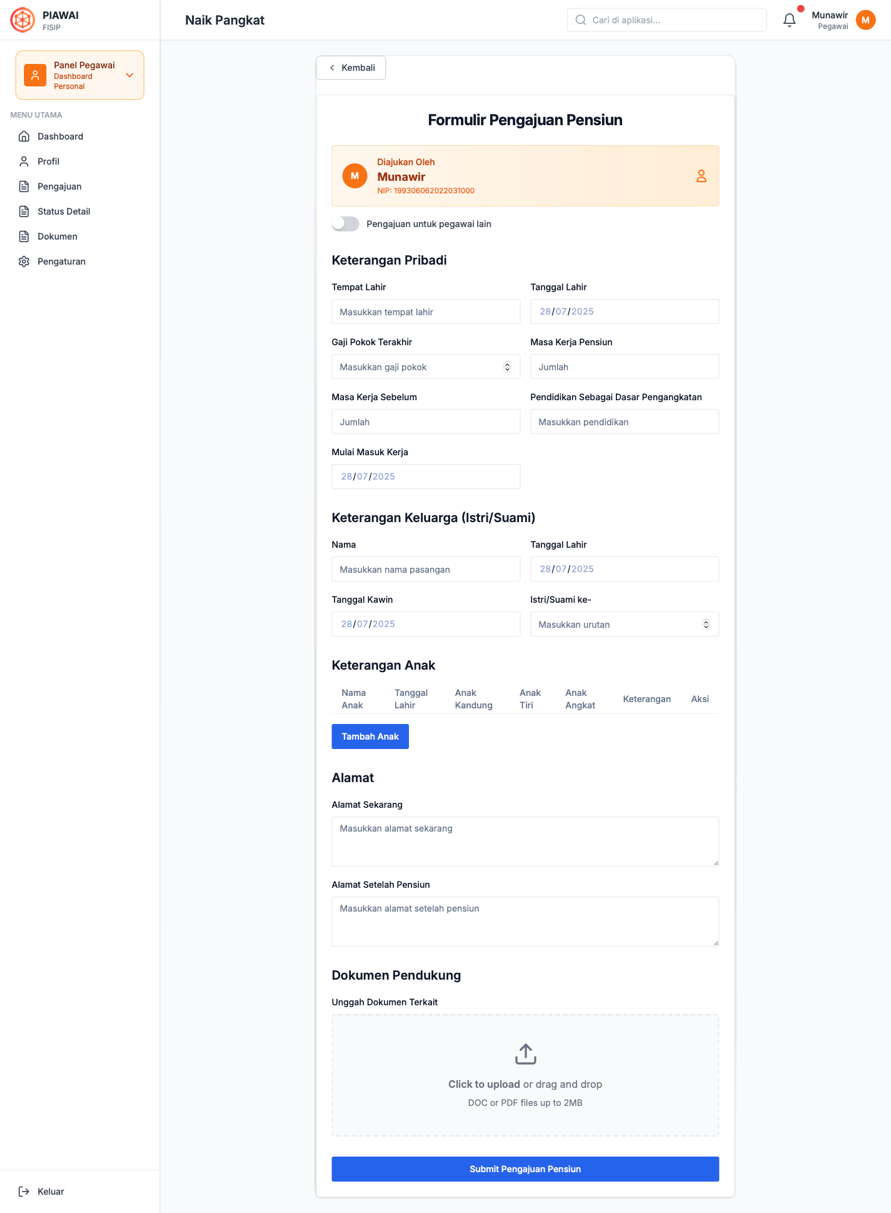 PIAWAI
FISIP
Naik Pangkat
Cari di aplikasi...
Munawir
Pegawai
M
Panel Pegawai
Dashboard
Personal
MENU UTAMA
Dashboard
Profil
Pengajuan
Status Detail
Dokumen
Pengaturan
Keluar
Kembali
Formulir Pengajuan Pensiun
M
Diajukan Oleh
Munawir
NIP: 199306062022031000
Pengajuan untuk pegawai lain
Keterangan Pribadi
Tempat Lahir
Masukkan tempat lahir
Tanggal Lahir
28/07/2025
Gaji Pokok Terakhir
Masukkan gaji pokok
Masa Kerja Pensiun
Jumlah
Masa Kerja Sebelum
Jumlah
Pendidikan Sebagai Dasar Pengangkatan
Masukkan pendidikan
Mulai Masuk Kerja
28/07/2025
Keterangan Keluarga (Istri/Suami)
Nama
Masukkan nama pasangan
Tanggal Lahir
28/07/2025
Tanggal Kawin
28/07/2025
Istri/Suami ke-
Masukkan urutan
Keterangan Anak
Nama Anak
Tanggal Lahir
Anak Kandung
Anak Tiri
Anak Angkat
Keterangan
Aksi
Tambah Anak
Alamat
Alamat Sekarang
Masukkan alamat sekarang
Alamat Setelah Pensiun
Masukkan alamat setelah pensiun
Dokumen Pendukung
Unggah Dokumen Terkait
Click to upload or drag and drop
DOC or PDF files up to 2MB
Submit Pengajuan Pensiun